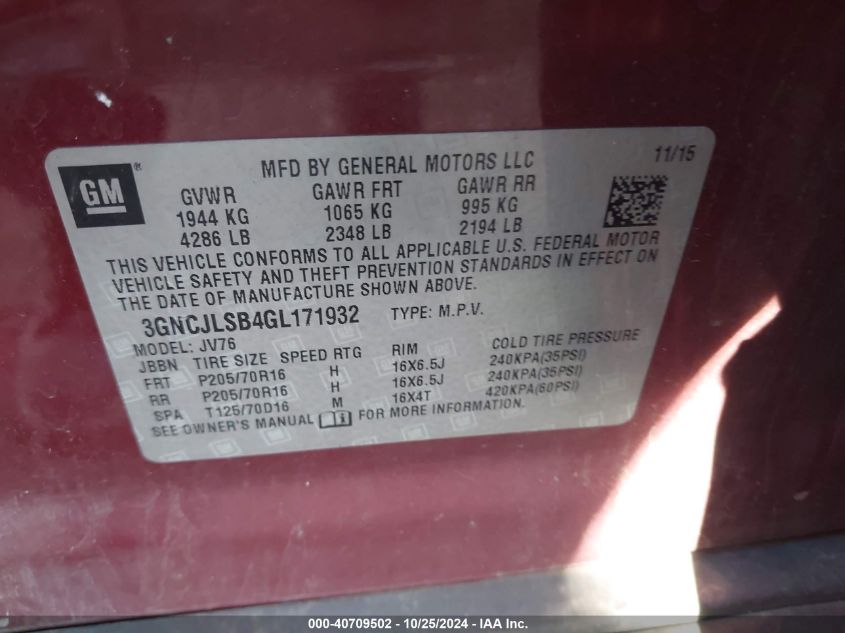 GM ®
MFD BY GENERAL MOTORS LLC 11/15
GVWR GAWR FRT GAWR RR
1944 KG 1065 KG 995 KG
4286 LB 2348 LB 2194 LB
THIS VEHICLE CONFORMS TO ALL APPLICABLE U.S. FEDERAL MOTOR
VEHICLE SAFETY AND THEFT PREVENTION STANDARDS IN EFFECT ON
THE DATE OF MANUFACTURE SHOWN ABOVE.
3GNCJLSB4GL171932 TYPE: M.P.V.
MODEL: JV76
JBBN TIRE SIZE SPEED RTG RIM COLD TIRE PRESSURE
FRT P205/70R16 H 16X6.5J 240KPA(35PSI)
RR P205/70R16 H 16X6.5J 240KPA(35PSI)
SPA T125/70D16 M 16X4T 420KPA(60PSI)
SEE OWNER'S MANUAL FOR MORE INFORMATION.
000-40709502 - 10/25/2024 - IAA Inc.